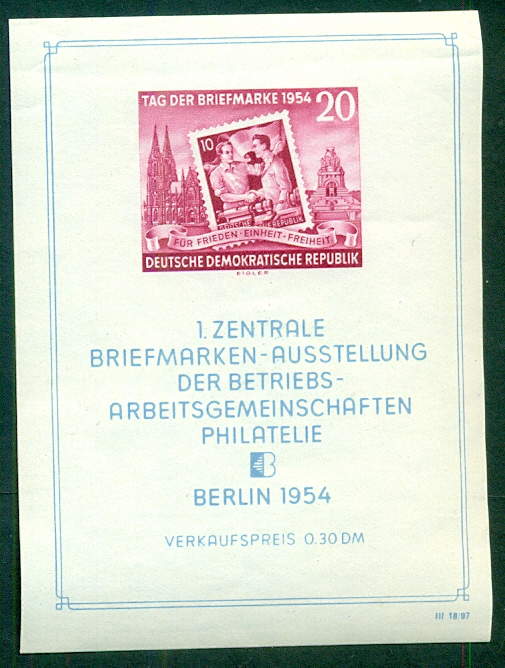 TAG DER BRIEFMARKE 1954 20
10
DEUTSCHE REPUBLIK
FÜR FRIEDEN · EINHEIT · FREIHEIT
DEUTSCHE DEMOKRATISCHE REPUBLIK
EIGLER
1. ZENTRALE
BRIEFMARKEN-AUSSTELLUNG
DER BETRIEBS-
ARBEITSGEMEINSCHAFTEN
PHILATELIE
B
BERLIN 1954
VERKAUFSPREIS 0.30 DM
III 18/97